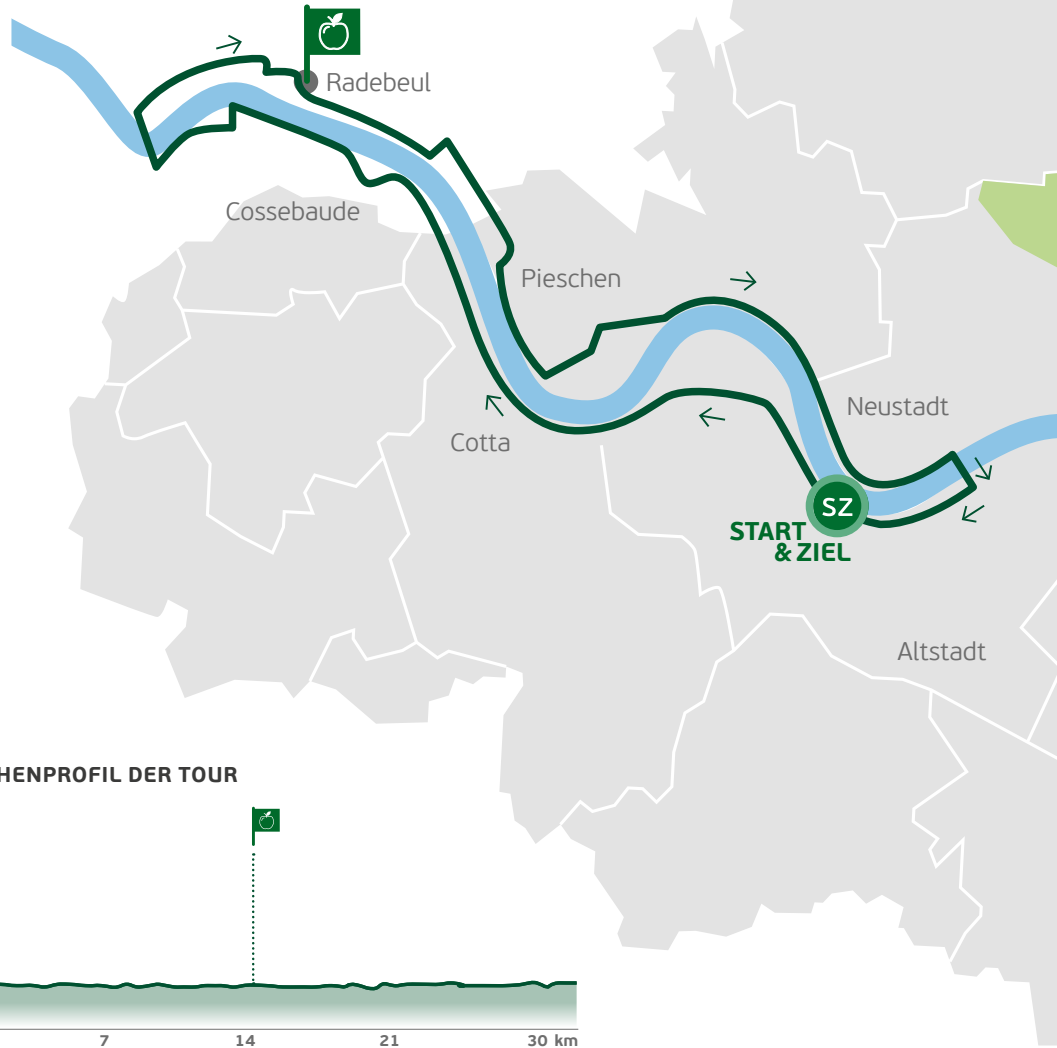 Radebeul
Cossebaude
Pieschen
Neustadt
Cotta
SZ
START
& ZIEL
Altstadt
HENPROFIL DER TOUR
7 14 21 30 km